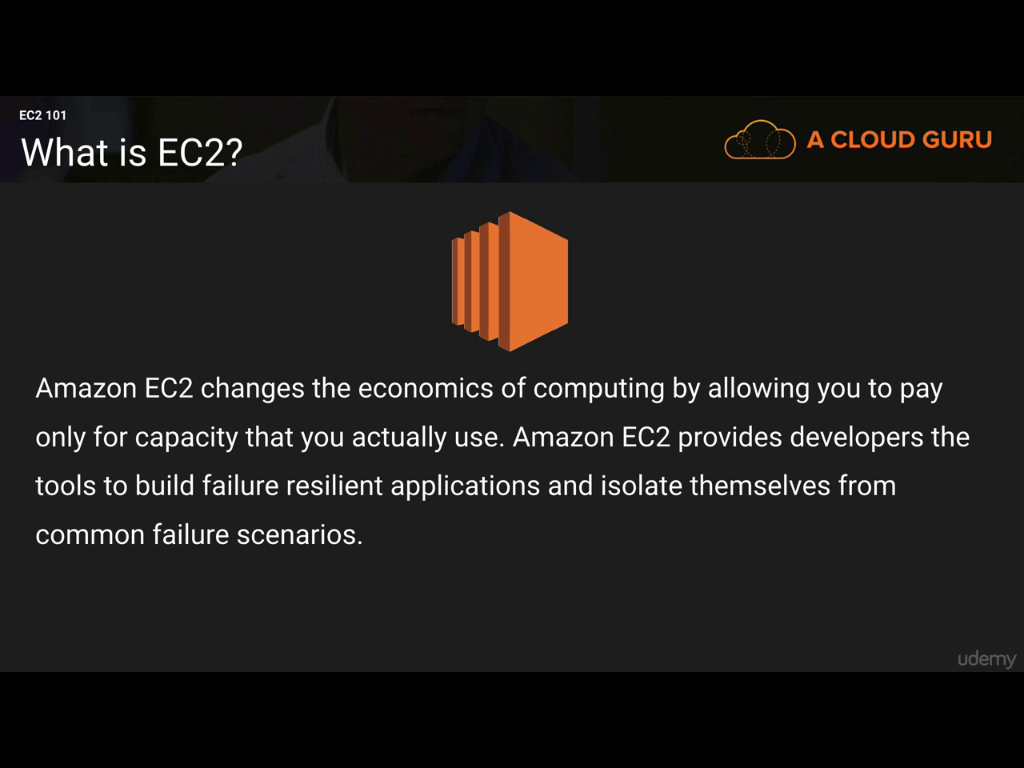 EC2 101
What is EC2?
A CLOUD GURU
Amazon EC2 changes the economics of computing by allowing you to pay
only for capacity that you actually use. Amazon EC2 provides developers the
tools to build failure resilient applications and isolate themselves from
common failure scenarios.
udemy